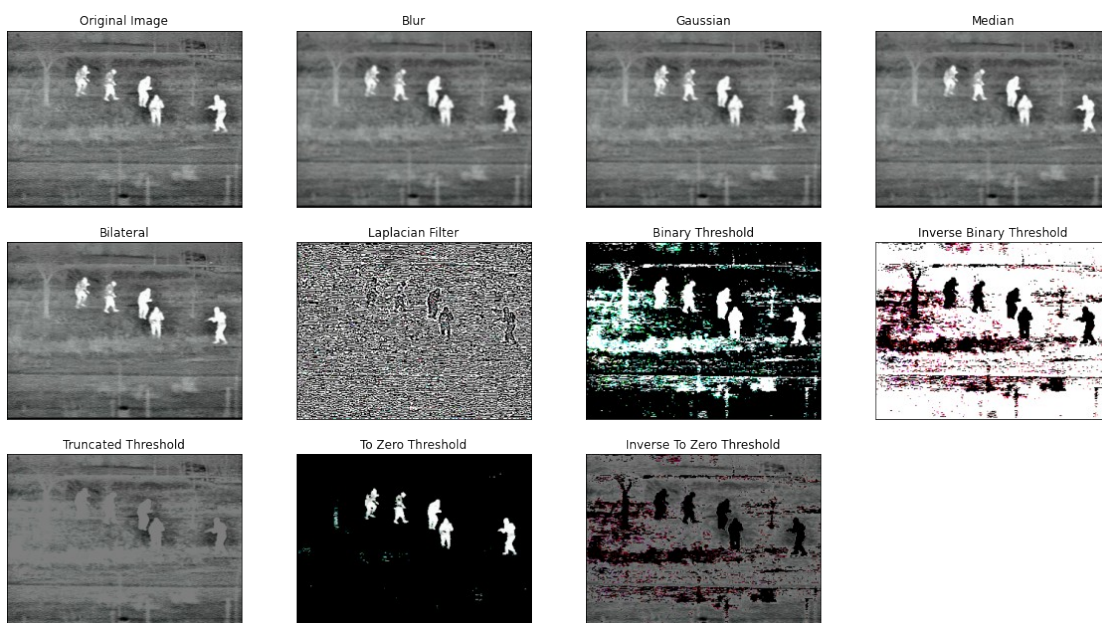 Original Image
Blur
Gaussian
Median
Bilateral
Laplacian Filter
Binary Threshold
Inverse Binary Threshold
Truncated Threshold
To Zero Threshold
Inverse To Zero Threshold